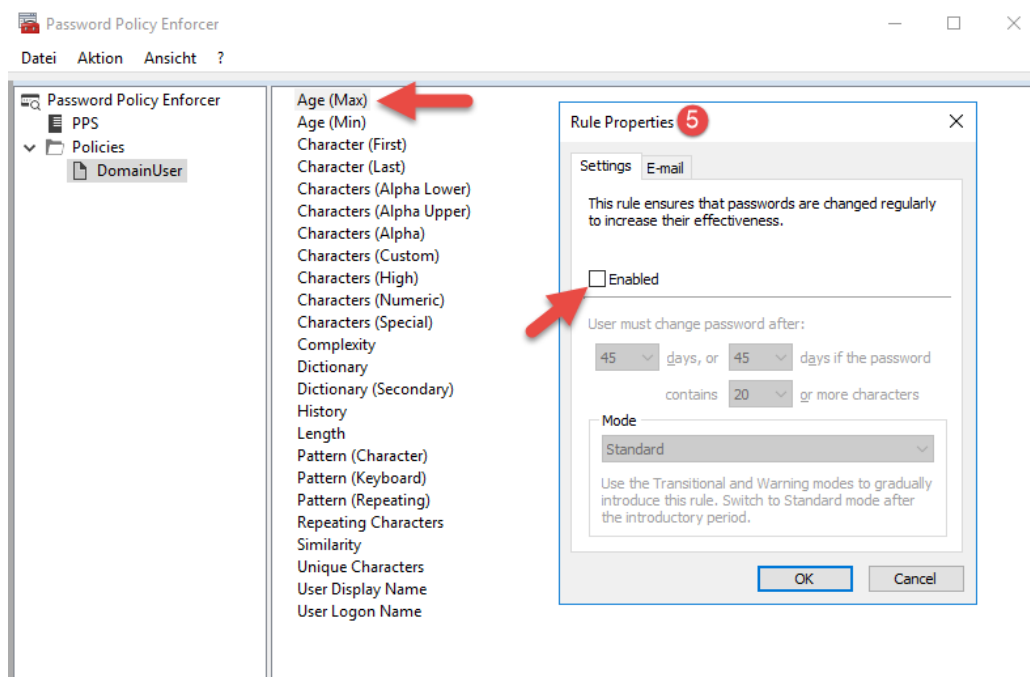 Password Policy Enforcer
Datei Aktion Ansicht ?
Password Policy Enforcer
PPS
Policies
DomainUser
Age (Max)
Age (Min)
Character (First)
Character (Last)
Characters (Alpha Lower)
Characters (Alpha Upper)
Characters (Alpha)
Characters (Custom)
Characters (High)
Characters (Numeric)
Characters (Special)
Complexity
Dictionary
Dictionary (Secondary)
History
Length
Pattern (Character)
Pattern (Keyboard)
Pattern (Repeating)
Repeating Characters
Similarity
Unique Characters
User Display Name
User Logon Name
Rule Properties 5
Settings E-mail
This rule ensures that passwords are changed regularly
to increase their effectiveness.
Enabled
User must change password after:
45 days, or 45 days if the password
contains 20 or more characters
Mode
Standard
Use the Transitional and Warning modes to gradually
introduce this rule. Switch to Standard mode after
the introductory period.
OK Cancel